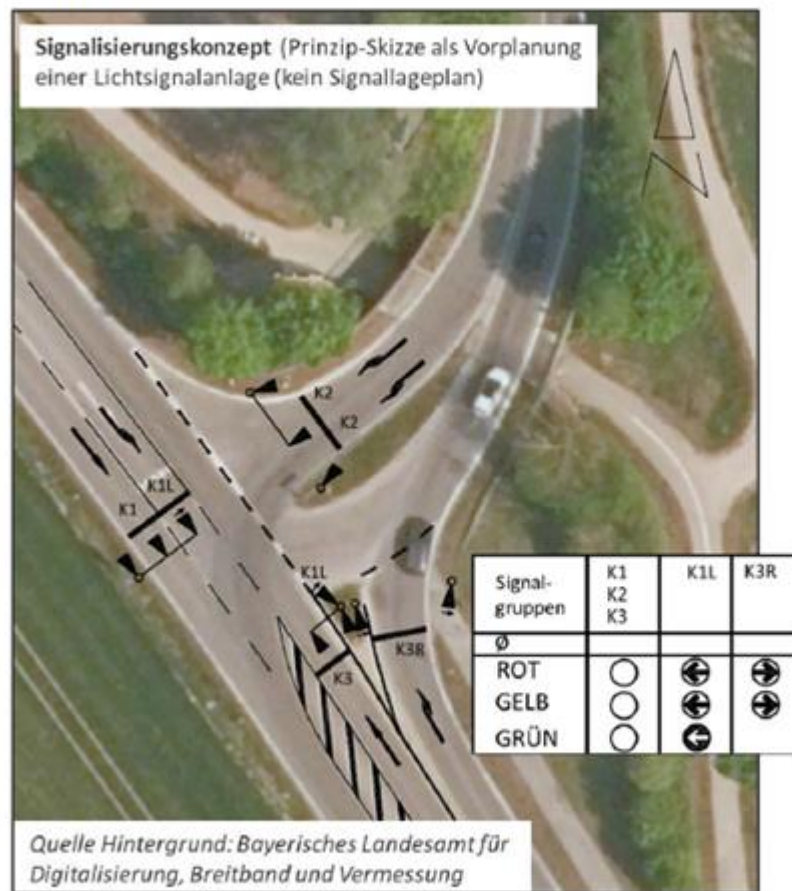 Signalisierungskonzept (Prinzip-Skizze als Vorplanung
einer Lichtsignalanlage (kein Signallageplan)
K2
K2
K1L
K1
K1L
K3R
K3
Signal-
gruppen
K1
K2
K3
K1L
K3R
Ø
ROT
GELB
GRÜN
Quelle Hintergrund: Bayerisches Landesamt für
Digitalisierung, Breitband und Vermessung